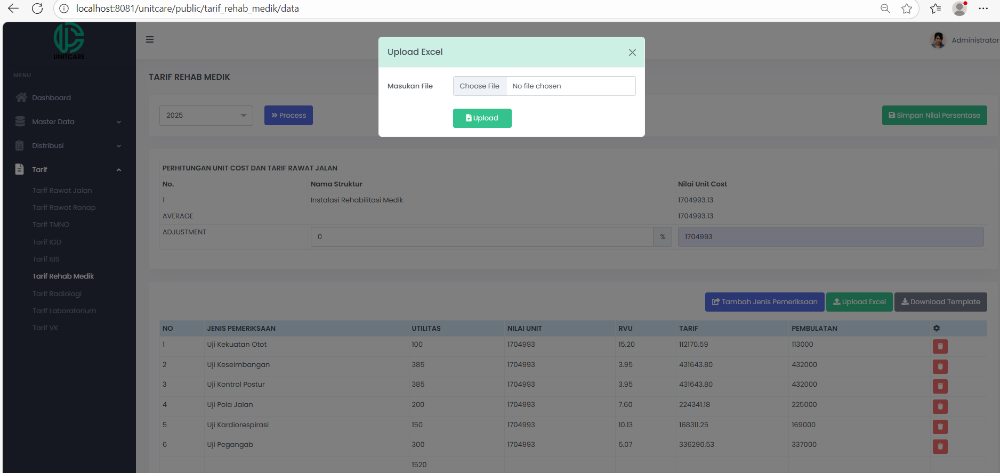 localhost:8081/unitcare/public/tarif_rehab_medik/data
UNITCARE
Administrator
Upload Excel
Masukan File Choose File No file chosen
Upload
MENU
Dashboard
Master Data
Distribusi
Tarif
Tarif Rawat Jalan
Tarif Rawat Ranap
Tarif TMNO
Tarif IGD
Tarif IBS
Tarif Rehab Medik
Tarif Radiologi
Tarif Laboratorium
Tarif VK
TARIF REHAB MEDIK
2025 Process Simpan Nilai Persentase
PERHITUNGAN UNIT COST DAN TARIF RAWAT JALAN
No. Nama Struktur Nilai Unit Cost
1 Instalasi Rehabilitasi Medik 1704993.13
AVERAGE 1704993.13
ADJUSTMENT 0 % 1704993
Tambah Jenis Pemeriksaan Upload Excel Download Template
NO JENIS PEMERIKSAAN UTILITAS NILAI UNIT RVU TARIF PEMBULATAN
1 Uji Kekuatan Otot 100 1704993 15.20 112170.59 113000
2 Uji Keseimbangan 385 1704993 3.95 431643.80 432000
3 Uji Kontrol Postur 385 1704993 3.95 431643.80 432000
4 Uji Pola Jalan 200 1704993 7.60 224341.18 225000
5 Uji Kardiorespirasi 150 1704993 10.13 168311.25 169000
6 Uji Pegangab 300 1704993 5.07 336290.53 337000
1520